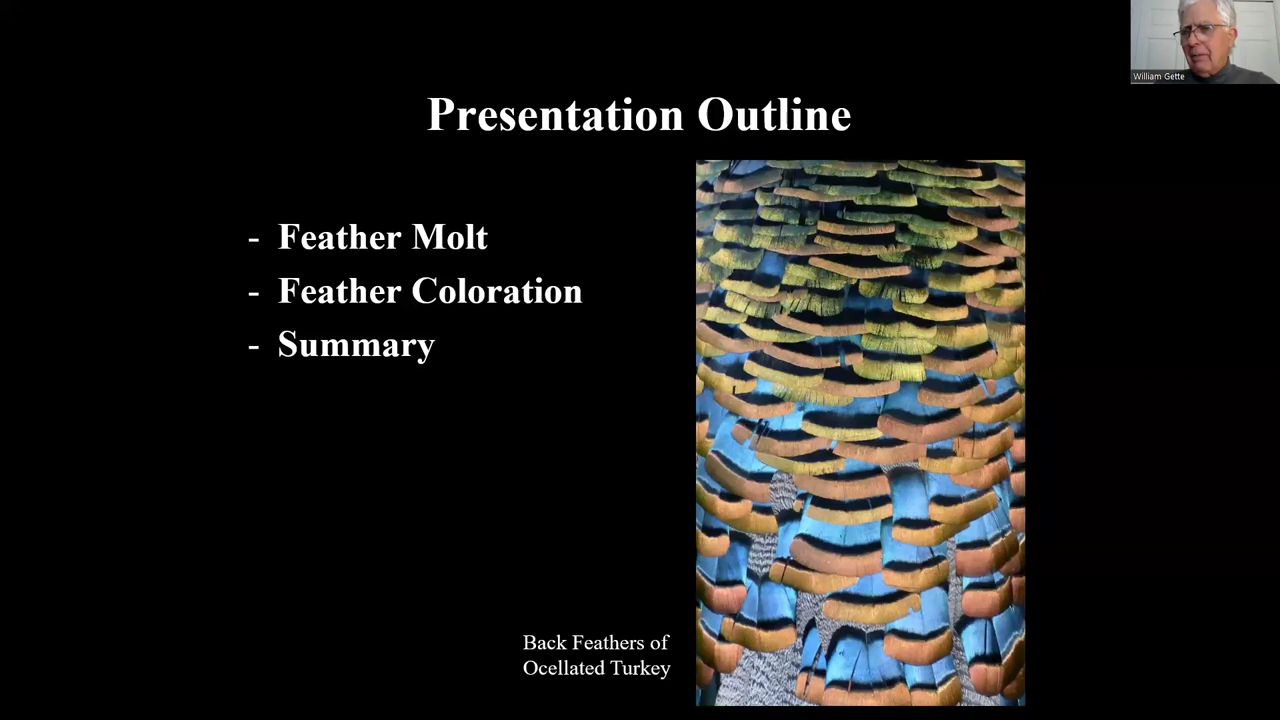 William Gette
Presentation Outline
- Feather Molt
- Feather Coloration
- Summary
Back Feathers of
Ocellated Turkey